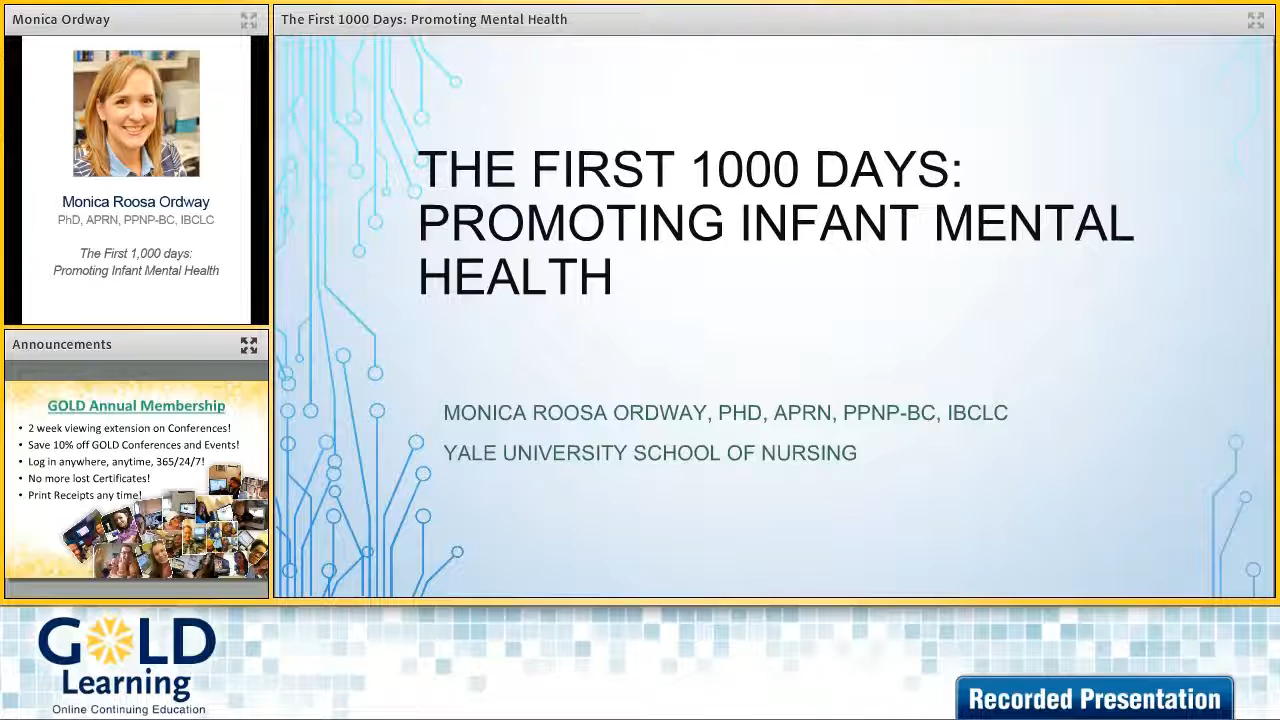 Monica Ordway
Monica Roosa Ordway
PhD, APRN, PPNP-BC, IBCLC
The First 1,000 days:
Promoting Infant Mental Health
Announcements
GOLD Annual Membership
• 2 week viewing extension on Conferences!
• Save 10% off GOLD Conferences and Events!
• Log in anywhere, anytime, 365/24/7!
• No more lost Certificates!
• Print Receipts any time!
The First 1000 Days: Promoting Mental Health
THE FIRST 1000 DAYS:
PROMOTING INFANT MENTAL
HEALTH
MONICA ROOSA ORDWAY, PHD, APRN, PPNP-BC, IBCLC
YALE UNIVERSITY SCHOOL OF NURSING
GOLD
Learning
Online Continuing Education
Recorded Presentation